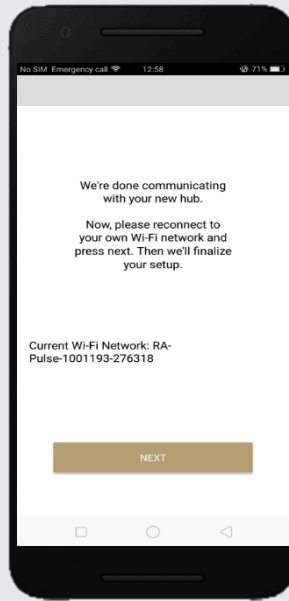 No SIM Emergency call 12:58 71%
We're done communicating
with your new hub.
Now, please reconnect to
your own Wi-Fi network and
press next. Then we'll finalize
your setup.
Current Wi-Fi Network: RA-
Pulse-1001193-276318
NEXT